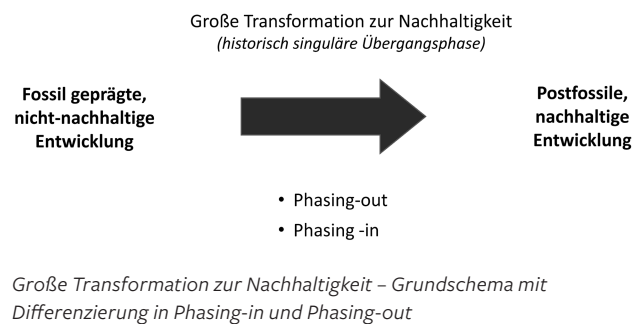 Große Transformation zur Nachhaltigkeit
(historisch singuläre Übergangsphase)
Fossil geprägte,
nicht-nachhaltige
Entwicklung
Postfossile,
nachhaltige
Entwicklung
• Phasing-out
• Phasing -in
Große Transformation zur Nachhaltigkeit – Grundschema mit
Differenzierung in Phasing-in und Phasing-out